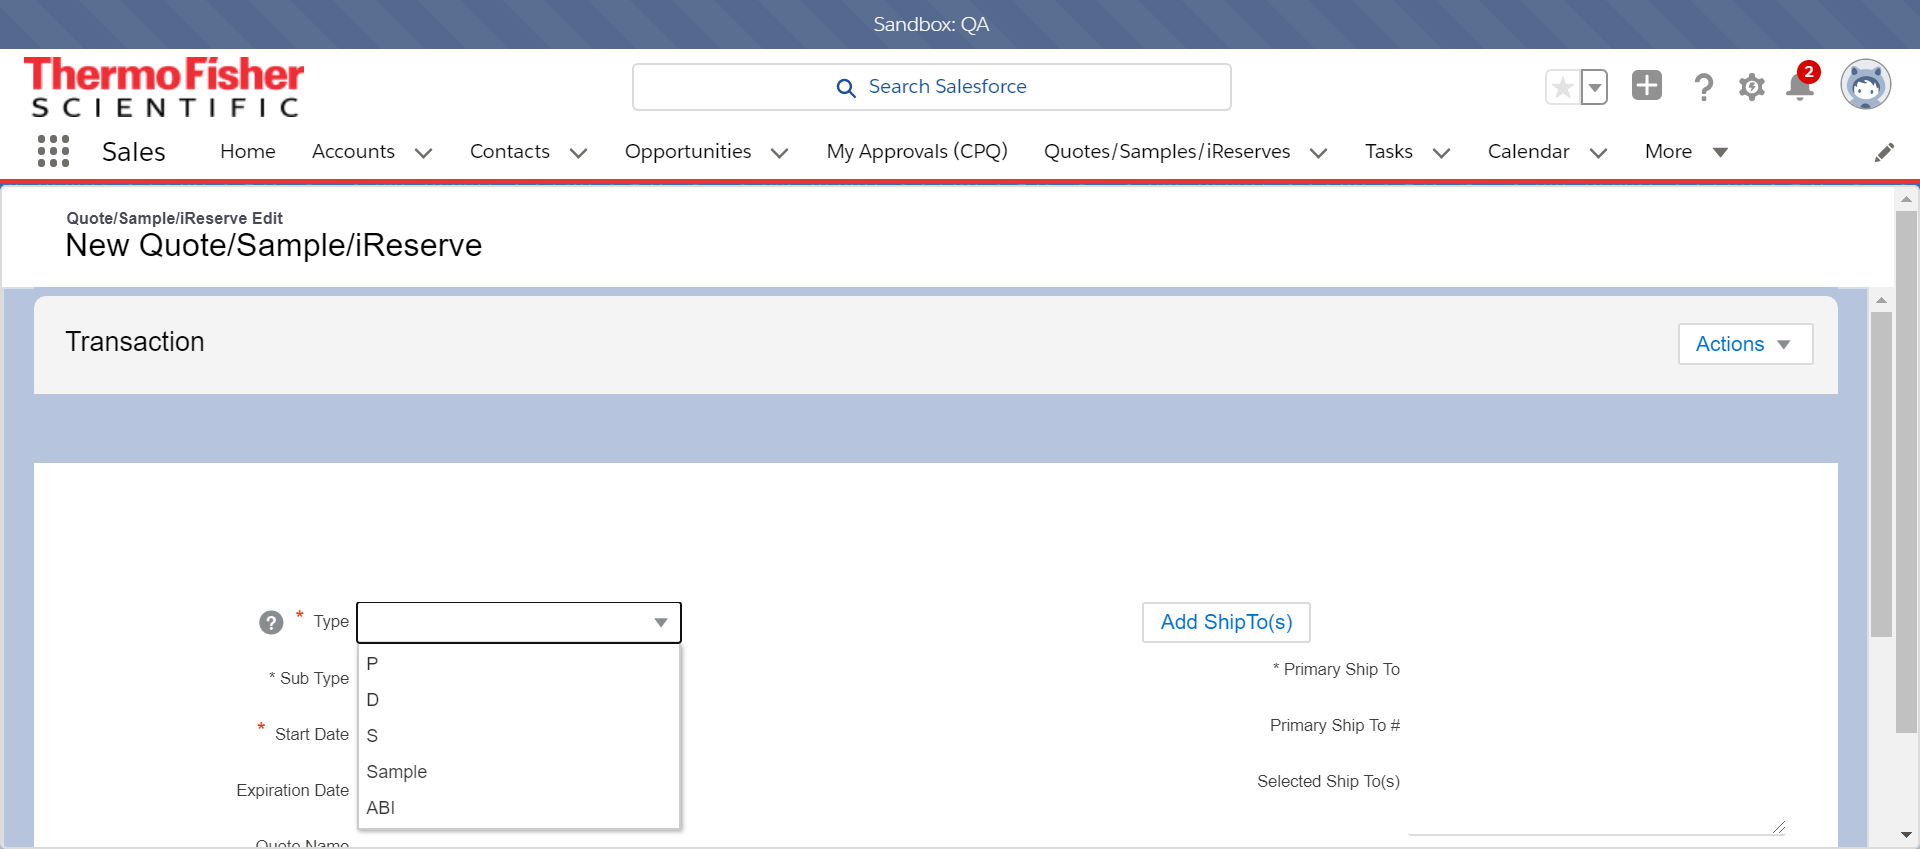 Sandbox: QA
ThermoFisher
SCIENTIFIC
Search Salesforce
2
Sales
Home
Accounts
Contacts
Opportunities
My Approvals (CPQ)
Quotes/Samples/iReserves
Tasks
Calendar
More
Quote/Sample/iReserve Edit
New Quote/Sample/iReserve
Transaction
Actions
? * Type
P
D
S
Sample
ABI
* Sub Type
* Start Date
Expiration Date
Quote Name
Add ShipTo(s)
* Primary Ship To
Primary Ship To #
Selected Ship To(s)